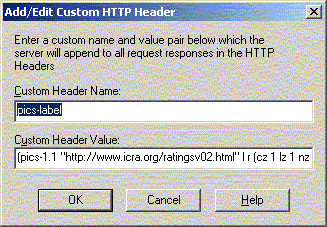 Add/Edit Custom HTTP Header
Enter a custom name and value pair below which the
server will append to all request responses in the HTTP
Headers
Custom Header Name:
pics-label
Custom Header Value:
(pics-1.1 "http://www.icra.org/ratingsv02.html" l r (cz 1 lz 1 nz
OK Cancel Help